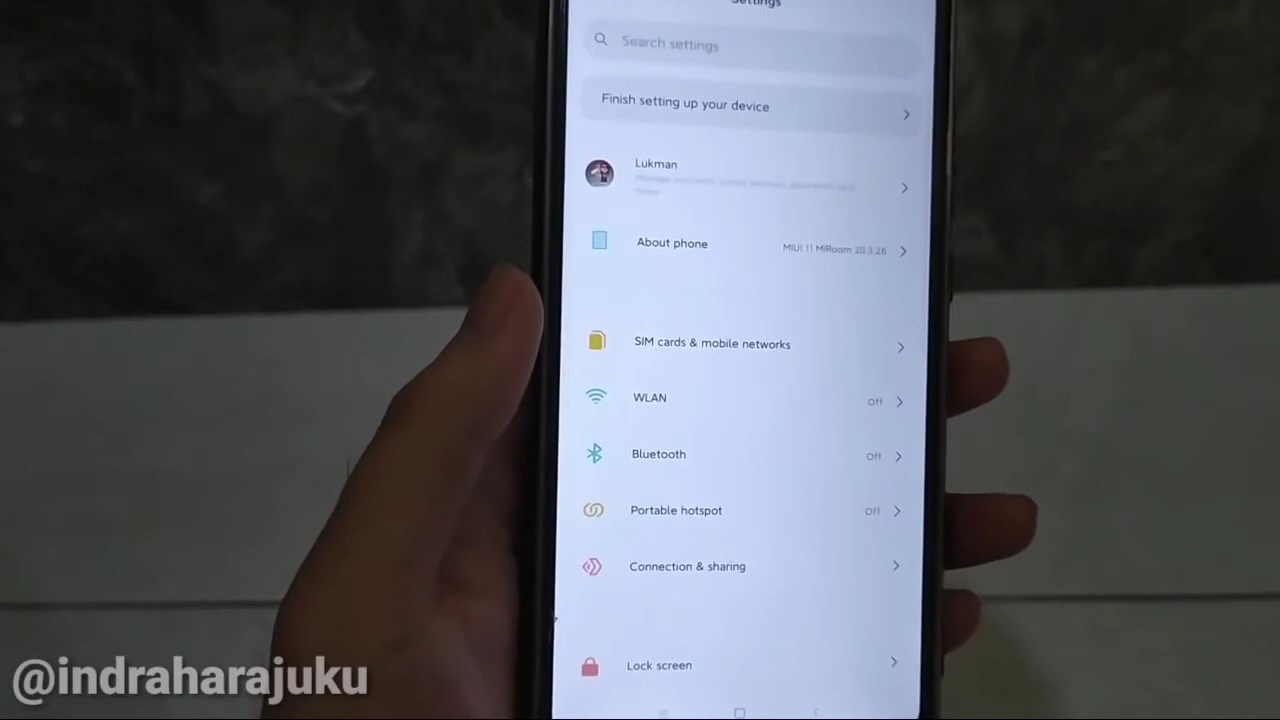 Settings
Search settings
Finish setting up your device
Lukman
About phone
MIUI 11 MiRoom 20.3.26
SIM cards & mobile networks
WLAN
Off
Bluetooth
Off
Portable hotspot
Off
Connection & sharing
Lock screen
@indraharajuku